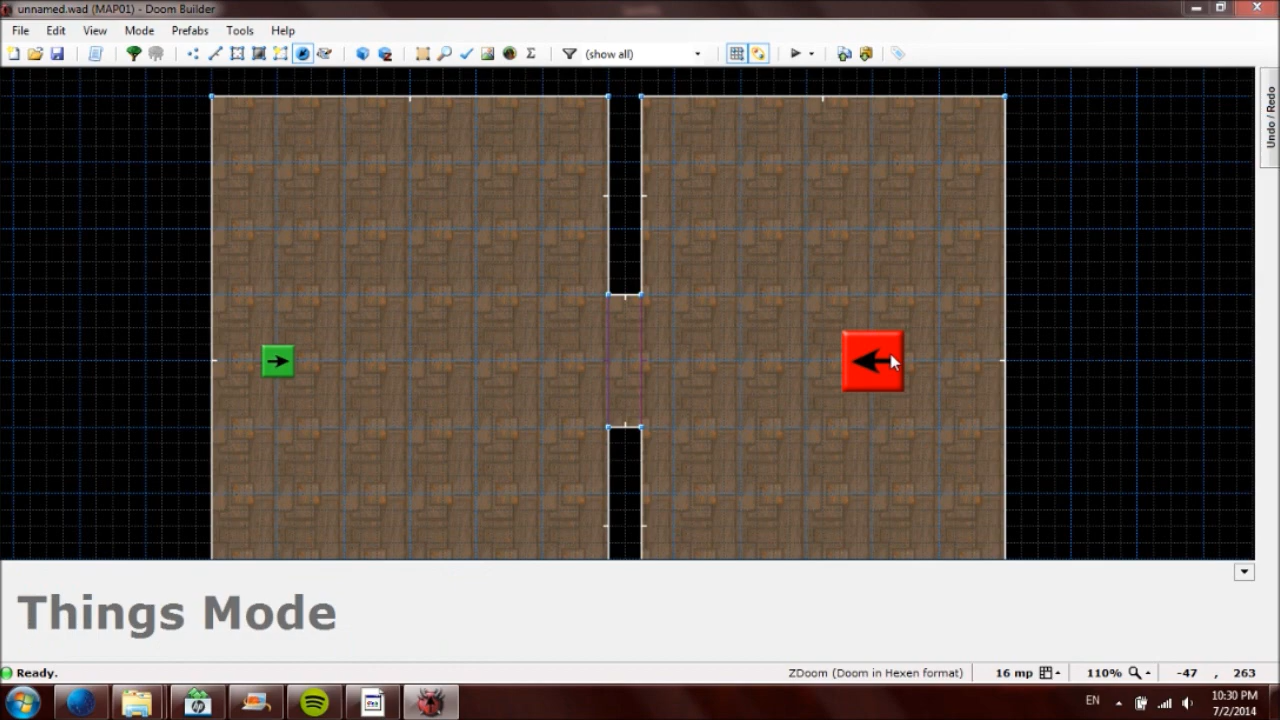 unnamed.wad (MAP01) - Doom Builder
File Edit View Mode Prefabs Tools Help
(show all)
Undo / Redo
Things Mode
Ready.
ZDoom (Doom in Hexen format) 16 mp 110% -47 , 263
EN
10:30 PM
7/2/2014